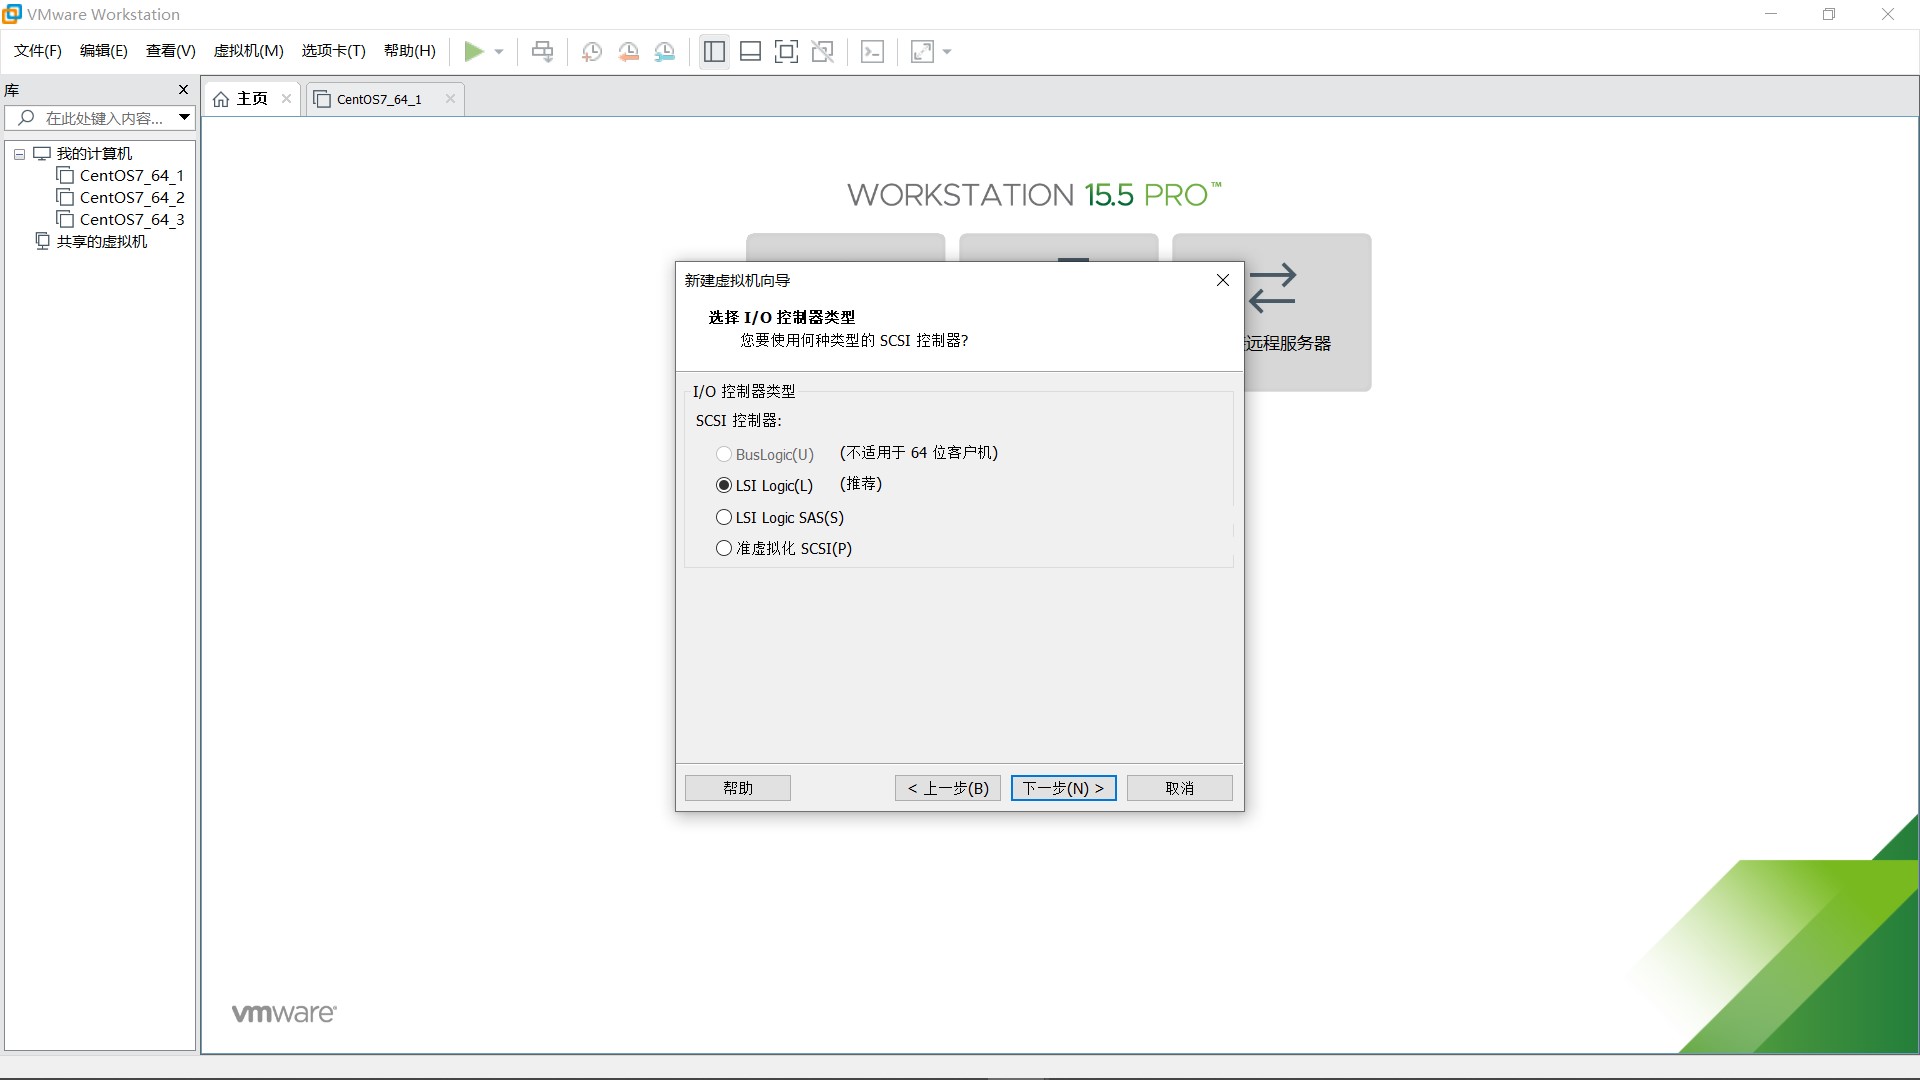 VMware Workstation
文件(F) 编辑(E) 查看(V) 虚拟机(M) 选项卡(T) 帮助(H)
库
主页
CentOS7_64_1
在此处键入内容...
我的计算机
CentOS7_64_1
CentOS7_64_2
CentOS7_64_3
共享的虚拟机
WORKSTATION 15.5 PRO™
远程服务器
新建虚拟机向导
选择 I/O 控制器类型
您要使用何种类型的 SCSI 控制器?
I/O 控制器类型
SCSI 控制器:
BusLogic(U) (不适用于 64 位客户机)
LSI Logic(L) (推荐)
LSI Logic SAS(S)
准虚拟化 SCSI(P)
帮助 < 上一步(B) 下一步(N) > 取消
vmware